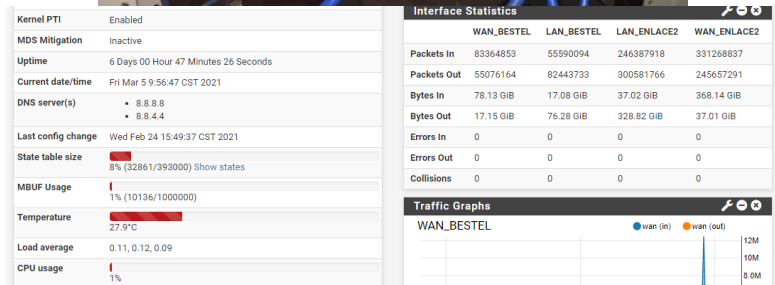 Kernel PTI Enabled
MDS Mitigation Inactive
Uptime 6 Days 00 Hour 47 Minutes 26 Seconds
Current date/time Fri Mar 5 9:56:47 CST 2021
DNS server(s)
• 8.8.8.8
• 8.8.4.4
Last config change Wed Feb 24 15:49:37 CST 2021
State table size
8% (32861/393000) Show states
MBUF Usage
1% (10136/1000000)
Temperature
27.9°C
Load average 0.11, 0.12, 0.09
CPU usage
1%
Interface Statistics
WAN_BESTEL LAN_BESTEL LAN_ENLACE2 WAN_ENLACE2
Packets In 83364853 55590094 246387918 331268837
Packets Out 55076164 82443733 300581766 245657291
Bytes In 78.13 GiB 17.08 GiB 37.02 GiB 368.14 GiB
Bytes Out 17.15 GiB 76.28 GiB 328.82 GiB 37.01 GiB
Errors In 0 0 0 0
Errors Out 0 0 0 0
Collisions 0 0 0 0
Traffic Graphs
WAN_BESTEL wan (in) wan (out)
12M
10M
8.0M